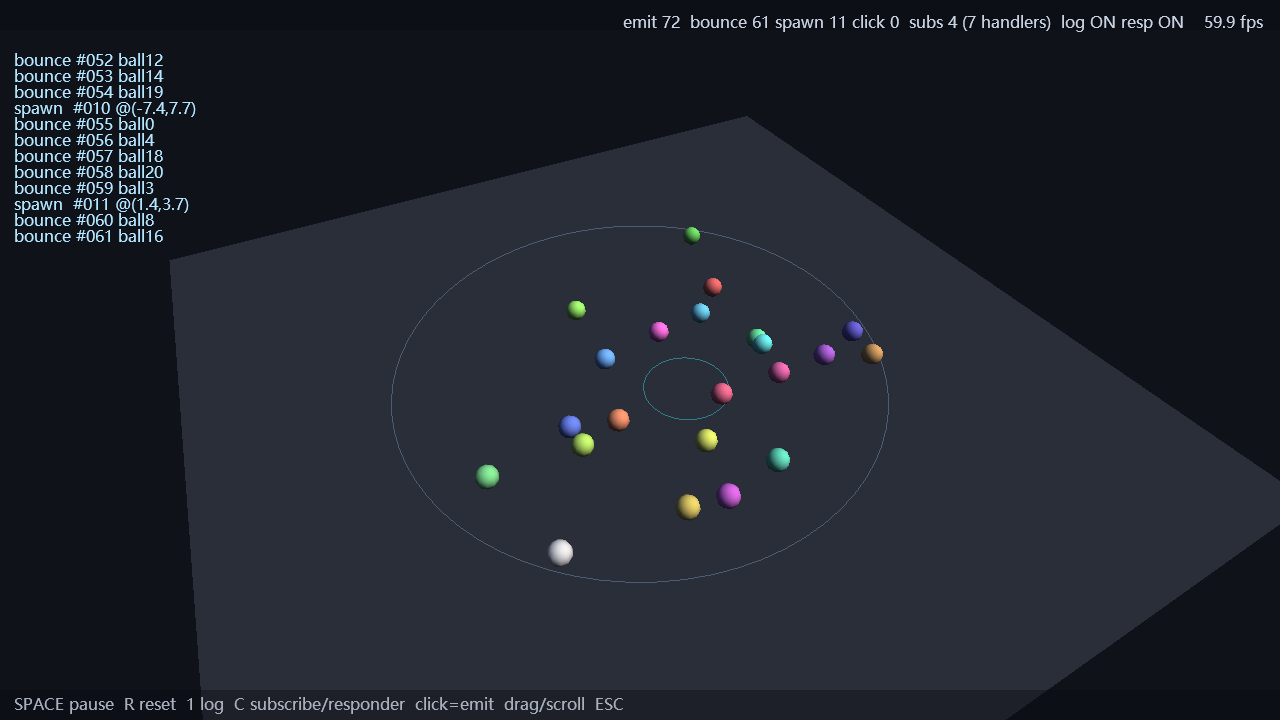 emit 72  bounce 61 spawn 11 click 0  subs 4 (7 handlers)  log ON resp ON    59.9 fps
bounce #052 ball12
bounce #053 ball14
bounce #054 ball19
spawn  #010 @(-7.4,7.7)
bounce #055 ball0
bounce #056 ball4
bounce #057 ball18
bounce #058 ball20
bounce #059 ball3
spawn  #011 @(1.4,3.7)
bounce #060 ball8
bounce #061 ball16
SPACE pause  R reset  1 log  C subscribe/responder  click=emit  drag/scroll  ESC